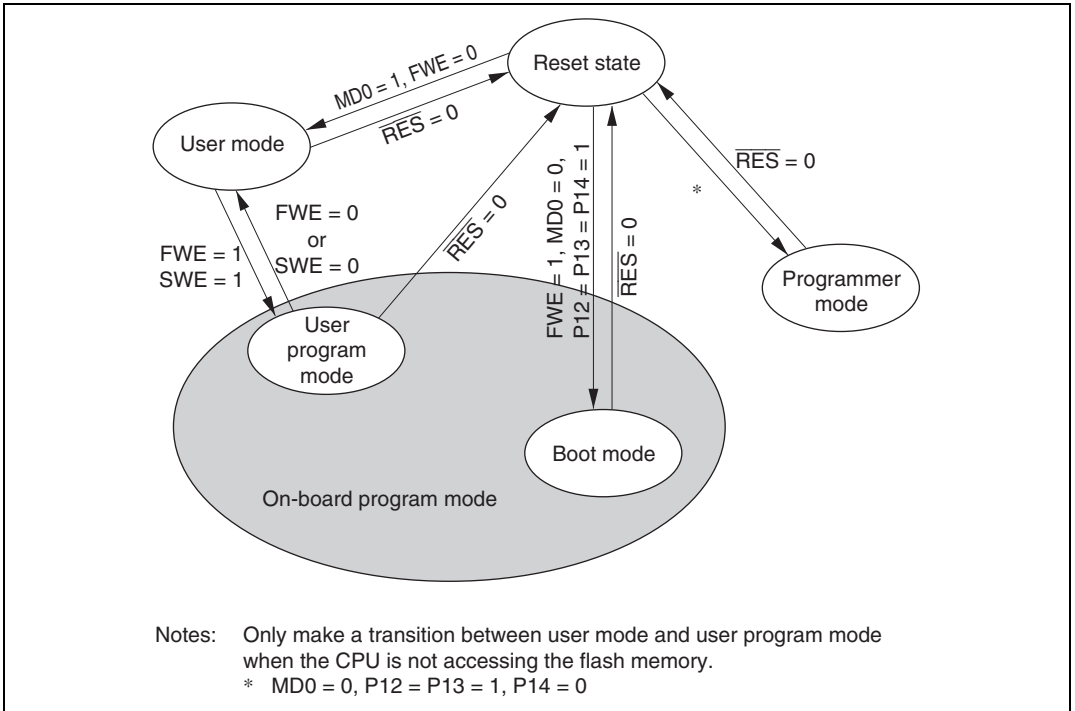 Reset state
MD0 = 1, FWE = 0
RES = 0
User mode
RES = 0
*
FWE = 0
or
SWE = 0
FWE = 1
SWE = 1
RES = 0
FWE = 1, MD0 = 0,
P12 = P13 = P14 = 1
RES = 0
Programmer
mode
User
program
mode
Boot mode
On-board program mode
Notes: Only make a transition between user mode and user program mode
when the CPU is not accessing the flash memory.
* MD0 = 0, P12 = P13 = 1, P14 = 0